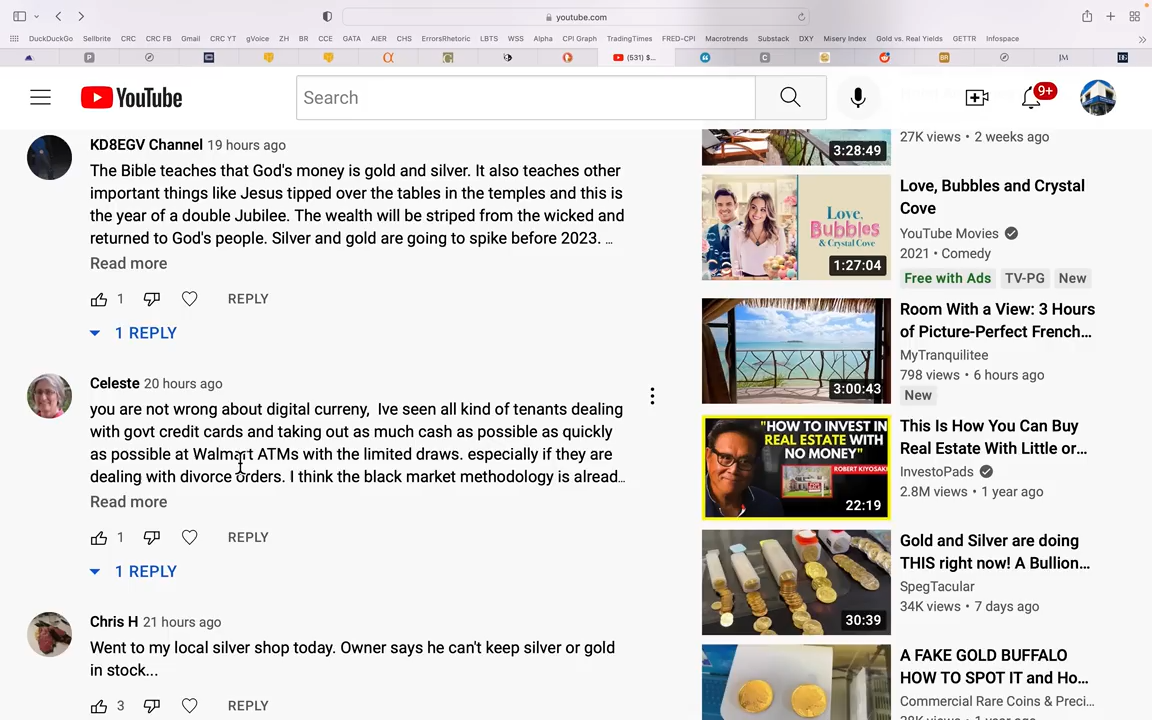 youtube.com
DuckDuckGo Sellbrite CRC CRC FB Gmail CRC YT gVoice ZH BR CCE GATA AIER CHS ErrorsRhetoric LBTS WSS Alpha CPI Graph TradingTimes FRED-CPI Macrotrends Substack DXY Misery Index Gold vs. Real Yields GETTR Infospace
(531) $...
YouTube
Search
9+
KD8EGV Channel 19 hours ago
The Bible teaches that God's money is gold and silver. It also teaches other
important things like Jesus tipped over the tables in the temples and this is
the year of a double Jubilee. The wealth will be striped from the wicked and
returned to God's people. Silver and gold are going to spike before 2023. ...
Read more
1
REPLY
1 REPLY
Celeste 20 hours ago
you are not wrong about digital curreny, Ive seen all kind of tenants dealing
with govt credit cards and taking out as much cash as possible as quickly
as possible at Walmart ATMs with the limited draws. especially if they are
dealing with divorce orders. I think the black market methodology is alread...
Read more
1
REPLY
1 REPLY
Chris H 21 hours ago
Went to my local silver shop today. Owner says he can't keep silver or gold
in stock...
3
REPLY
27K views • 2 weeks ago
3:28:49
Love, Bubbles and Crystal
Cove
YouTube Movies
2021 • Comedy
Free with Ads TV-PG New
Love,
Bubbles
& Crystal Cove
1:27:04
Room With a View: 3 Hours
of Picture-Perfect French...
MyTranquilitee
798 views • 6 hours ago
New
3:00:43
This Is How You Can Buy
Real Estate With Little or...
InvestoPads
2.8M views • 1 year ago
"HOW TO INVEST IN
REAL ESTATE WITH
NO MONEY"
ROBERT KIYOSAKI
22:19
Gold and Silver are doing
THIS right now! A Bullion...
SpegTacular
34K views • 7 days ago
30:39
A FAKE GOLD BUFFALO
HOW TO SPOT IT and Ho...
Commercial Rare Coins & Preci...
1 year ago